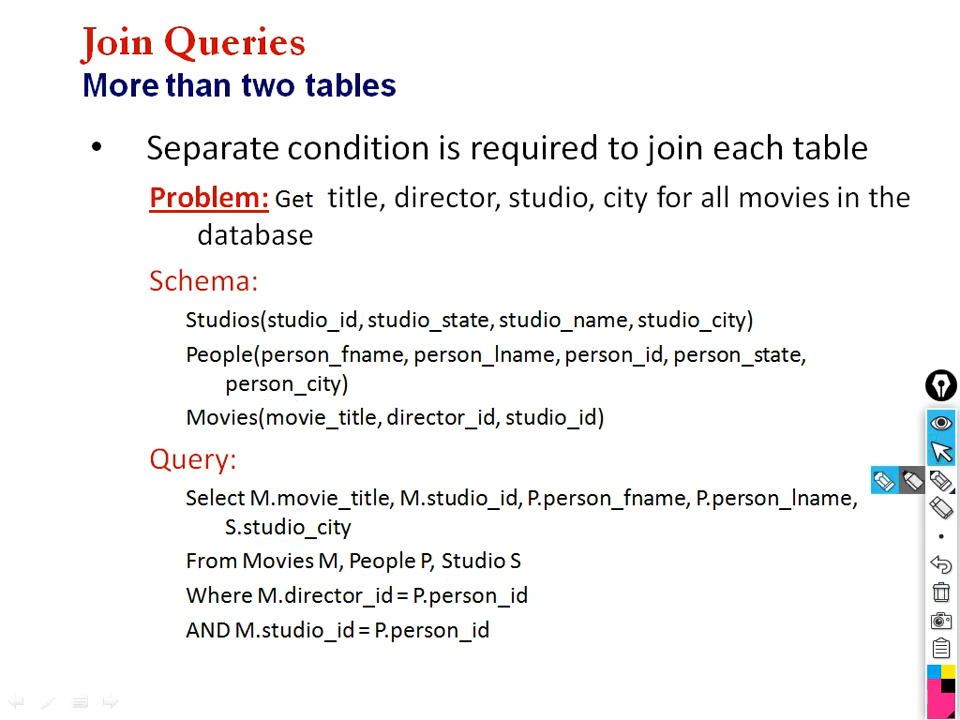 Join Queries
More than two tables
• Separate condition is required to join each table
Problem: Get title, director, studio, city for all movies in the
database
Schema:
Studios(studio_id, studio_state, studio_name, studio_city)
People(person_fname, person_lname, person_id, person_state,
person_city)
Movies(movie_title, director_id, studio_id)
Query:
Select M.movie_title, M.studio_id, P.person_fname, P.person_lname,
S.studio_city
From Movies M, People P, Studio S
Where M.director_id = P.person_id
AND M.studio_id = P.person_id